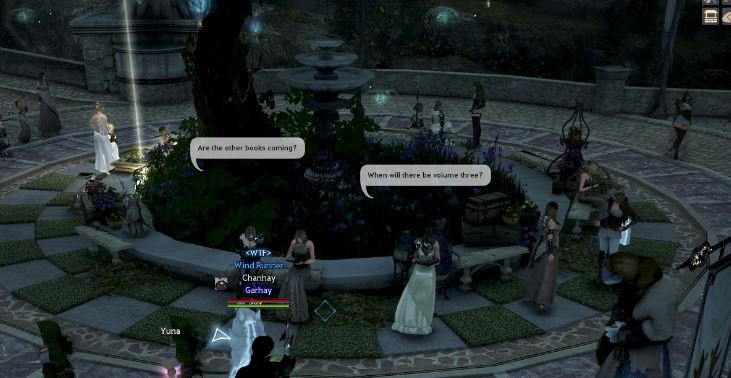 Are the other books coming?
When will there be volume three?
<WTF>
Wind Runner
Chanhay
Garhay
Yuna